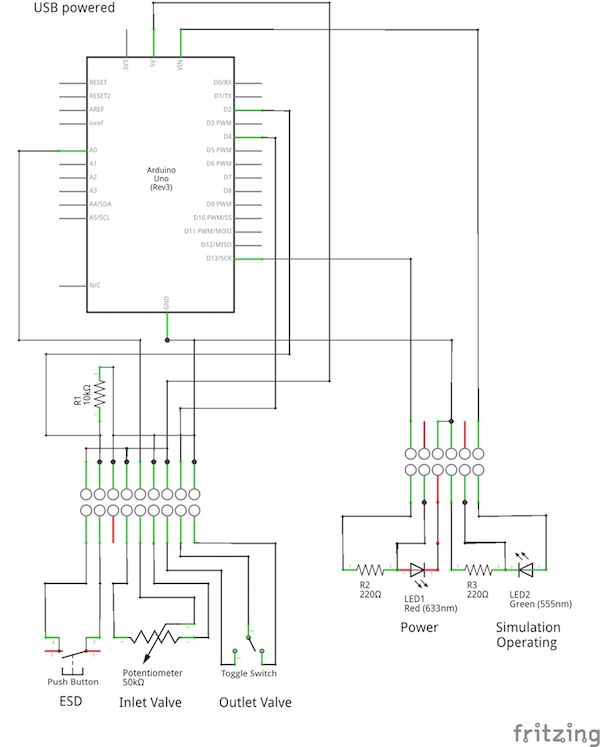 USB powered
3V3
5V
VIN
RESET
RESET2
AREF
ioref
A0
A1
A2
A3
A4/SDA
A5/SCL
N/C
D0/RX
D1/TX
D2
D3 PWM
D4
D5 PWM
D6 PWM
D7
D8
D9 PWM
D10 PWM/SS
D11 PWM/MOSI
D12/MISO
D13/SCK
Arduino
Uno
(Rev3)
GND
R1
10kΩ
R2
220Ω
LED1
Red (633nm)
R3
220Ω
LED2
Green (555nm)
Power
Simulation
Operating
Push Button
ESD
Potentiometer
50kΩ
Inlet Valve
Toggle Switch
Outlet Valve
fritzing